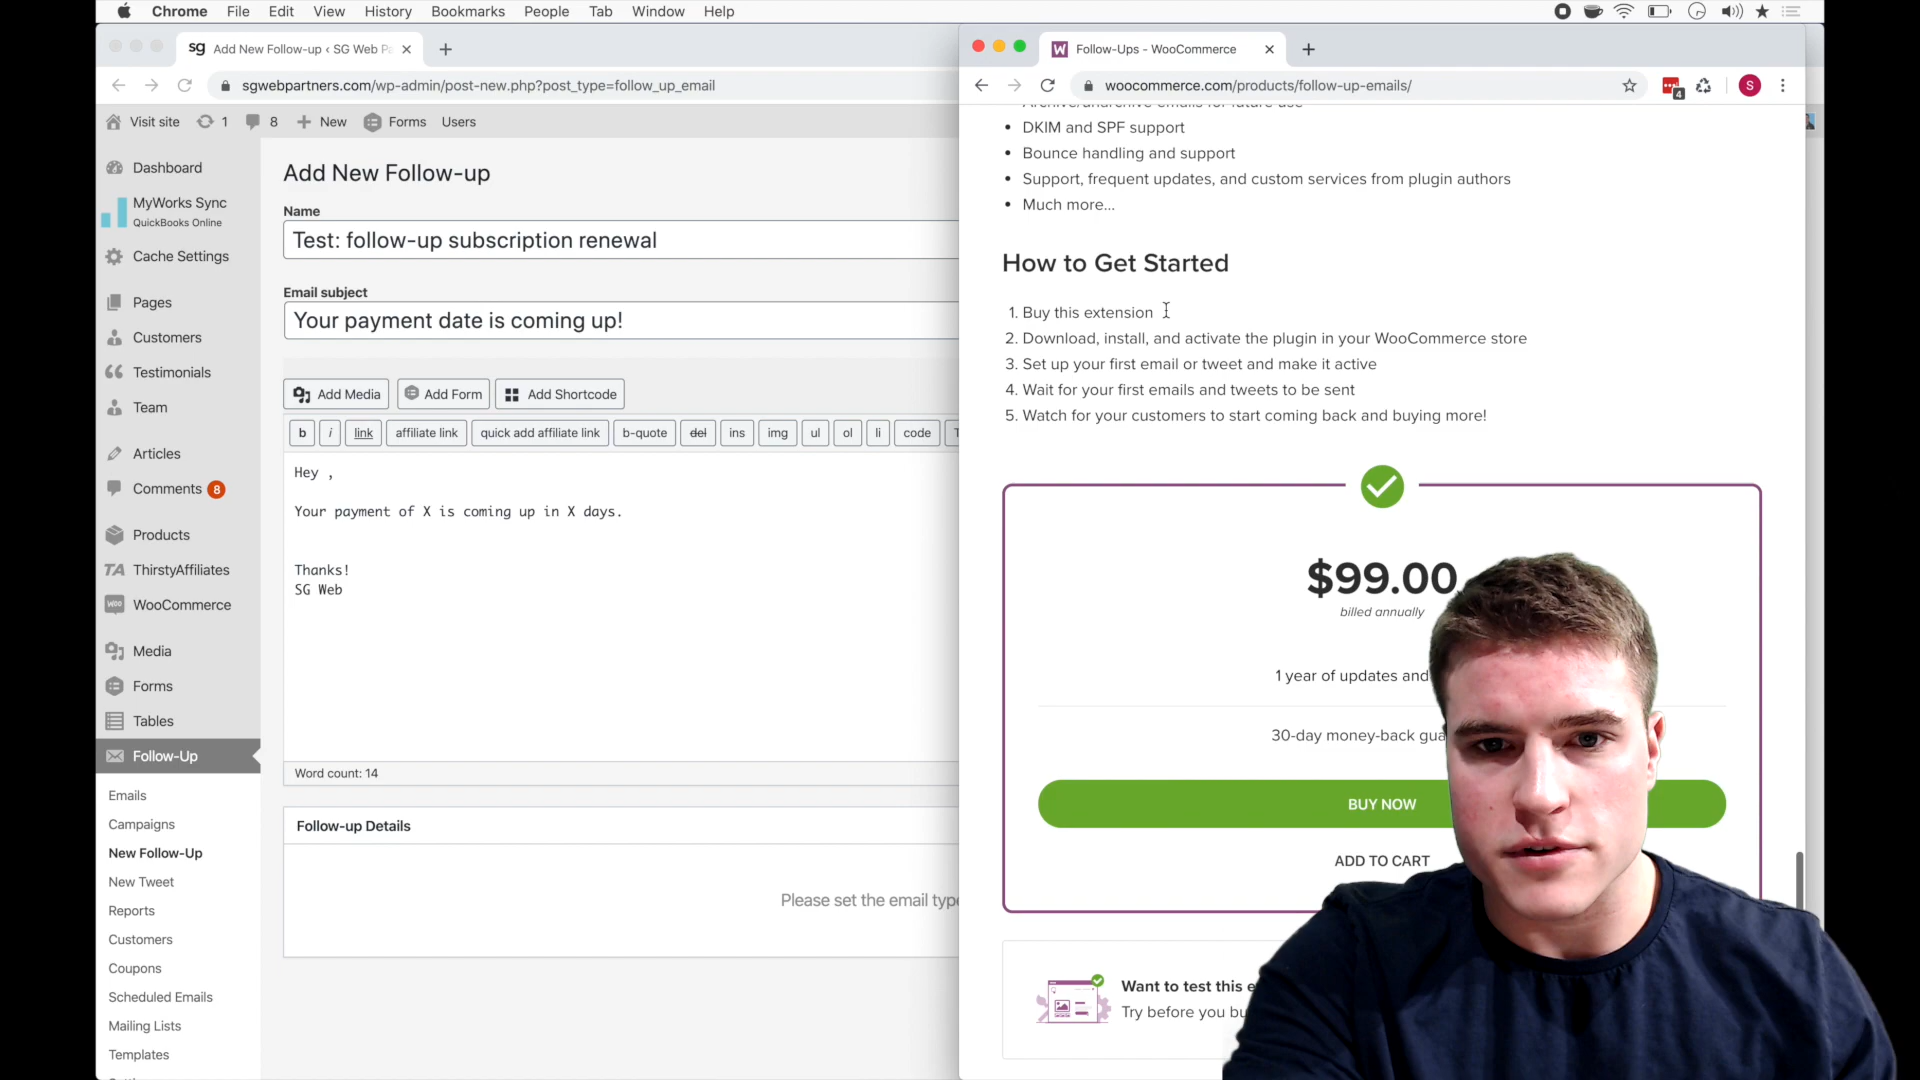 Chrome File Edit View History Bookmarks People Tab Window Help
sg Add New Follow-up ‹ SG Web P
sgwebpartners.com/wp-admin/post-new.php?post_type=follow_up_email
Visit site 1 8 New Forms Users
Dashboard
MyWorks Sync
QuickBooks Online
Cache Settings
Pages
Customers
Testimonials
Team
Articles
Comments 8
Products
TA ThirstyAffiliates
Woo WooCommerce
Media
Forms
Tables
Follow-Up
Emails
Campaigns
New Follow-Up
New Tweet
Reports
Customers
Coupons
Scheduled Emails
Mailing Lists
Templates
Add New Follow-up
Name
Test: follow-up subscription renewal
Email subject
Your payment date is coming up!
Add Media Add Form Add Shortcode
b i link affiliate link quick add affiliate link b-quote del ins img ul ol li code
Hey ,
Your payment of X is coming up in X days.
Thanks!
SG Web
Word count: 14
Follow-up Details
Please set the email type
W Follow-Ups - WooCommerce
woocommerce.com/products/follow-up-emails/ 4 S
Archive/unarchive emails for future use
• DKIM and SPF support
• Bounce handling and support
• Support, frequent updates, and custom services from plugin authors
• Much more...
How to Get Started
1. Buy this extension
2. Download, install, and activate the plugin in your WooCommerce store
3. Set up your first email or tweet and make it active
4. Wait for your first emails and tweets to be sent
5. Watch for your customers to start coming back and buying more!
$99.00
billed annually
1 year of updates and
30-day money-back gua
BUY NOW
ADD TO CART
Want to test this e
Try before you bu